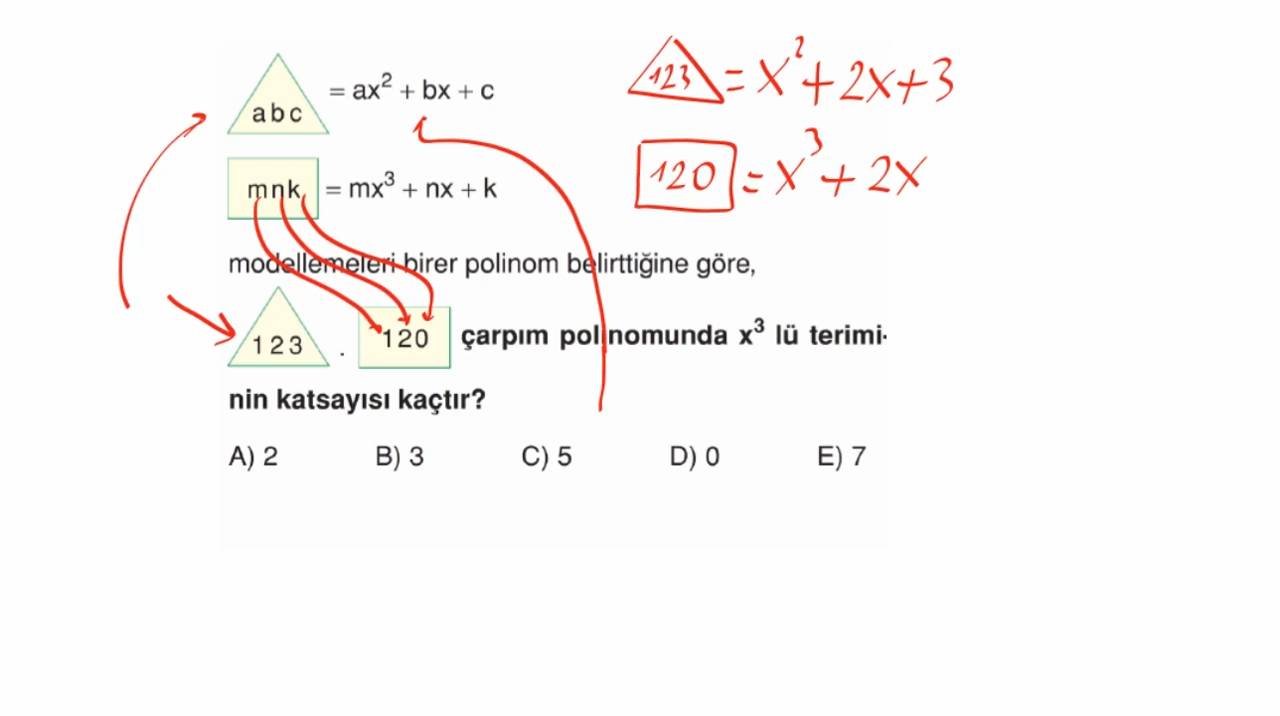 abc = ax² + bx + c
123 = x² + 2x + 3
mnk = mx³ + nx + k
120 = x³ + 2x
modellemeleri birer polinom belirttiğine göre,
123 . 120 çarpım polinomunda x³ lü terimi-
nin katsayısı kaçtır?
A) 2 B) 3 C) 5 D) 0 E) 7